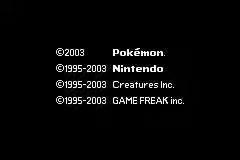 ©2003 Pokémon.
©1995-2003 Nintendo
©1995-2003 Creatures Inc.
©1995-2003 GAME FREAK inc.